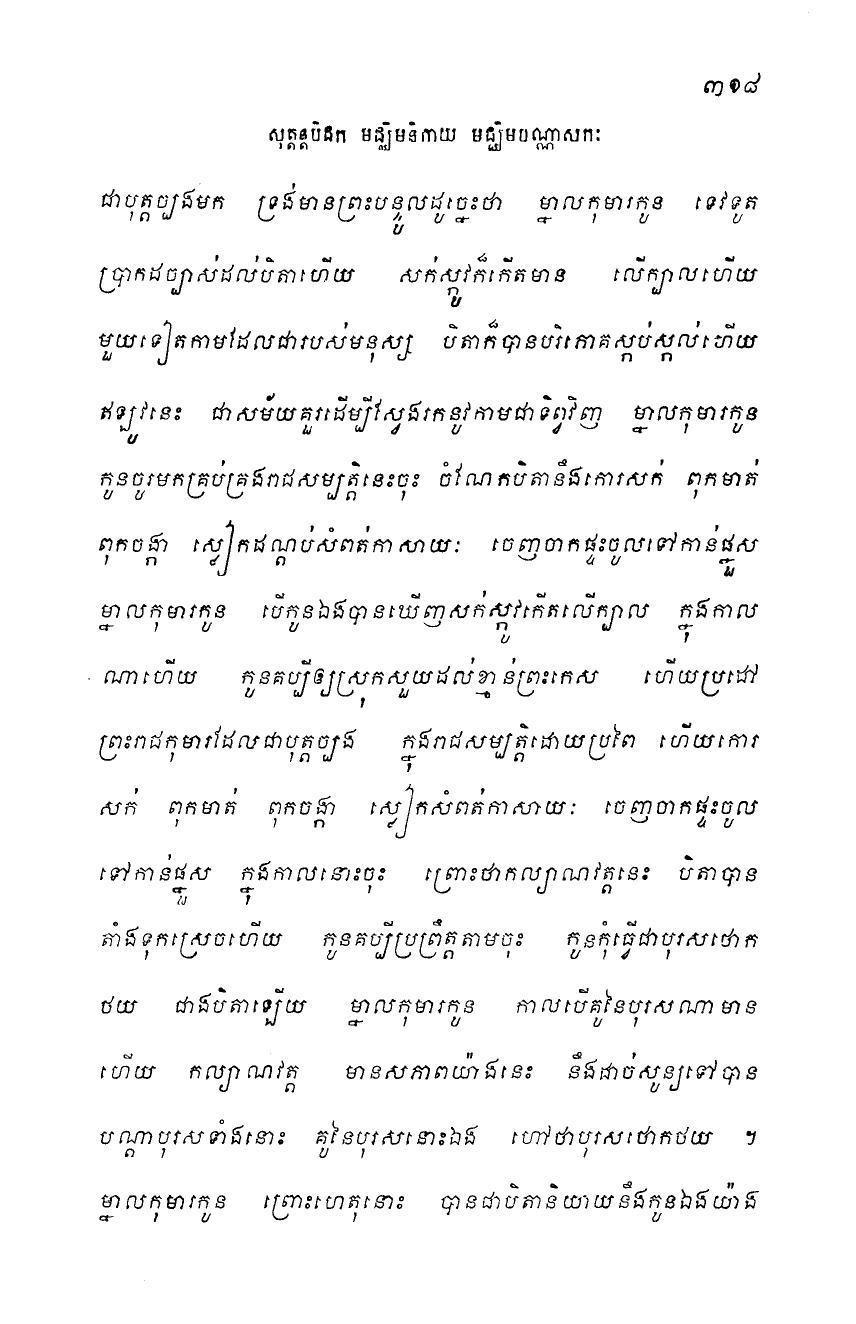 ៣១៨
សុត្តន្តបិដក មជ្ឈិមនិកាយ មជ្ឈិមបណ្ណាសកៈ
ជាបុត្តច្បងមក ទ្រង់មានព្រះបន្ទូលដូច្នេះថា ម្នាលកុមារកូន ទេវទូត
ប្រាកដច្បាស់ដល់បិតាហើយ សក់ស្កូវក៏កើតមាន លើក្បាលហើយ
មួយទៀតកាមដែលជារបស់មនុស្ស បិតាក៏បានបរិភោគស្កប់ស្កល់ហើយ
ឥឡូវនេះ ជាសម័យគួរដើម្បីស្វែងរកនូវកាមជាទិព្វវិញ ម្នាលកុមារកូន
កូនចូរមកគ្រប់គ្រងរាជសម្បត្តិនេះចុះ ចំណែកបិតានឹងកោរសក់ ពុកមាត់
ពុកចង្កា ស្លៀកដណ្តប់សំពត់កាសាយៈ ចេញចាកផ្ទះចូលទៅកាន់ផ្នួស
ម្នាលកុមារកូន បើកូនឯងបានឃើញសក់ស្កូវកើតលើក្បាល ក្នុងកាល
ណាហើយ កូនគប្បីឲ្យស្រុកសួយដល់ខ្មាន់ព្រះកេស ហើយប្រដៅ
ព្រះរាជកុមារដែលជាបុត្តច្បង ក្នុងរាជសម្បត្តិដោយប្រពៃ ហើយកោរ
សក់ ពុកមាត់ ពុកចង្កា ស្លៀកសំពត់កាសាយៈ ចេញចាកផ្ទះចូល
ទៅកាន់ផ្នួស ក្នុងកាលនោះចុះ ព្រោះថាកល្យាណវត្តនេះ បិតាបាន
តាំងទុកស្រេចហើយ កូនគប្បីប្រព្រឹត្តតាមចុះ កូនកុំធ្វើជាបុរសថោក
ថយ ជាងបិតាឡើយ ម្នាលកុមារកូន កាលបើគូនៃបុរសណាមាន
ហើយ កល្យាណវត្ត មានសភាពយ៉ាងនេះ នឹងដាច់សូន្យទៅបាន
បណ្តាបុរសទាំងនោះ គូនៃបុរសនោះឯង ហៅថាបុរសថោកថយ ។
ម្នាលកុមារកូន ព្រោះហេតុនោះ បានជាបិតានិយាយនឹងកូនឯងយ៉ាង